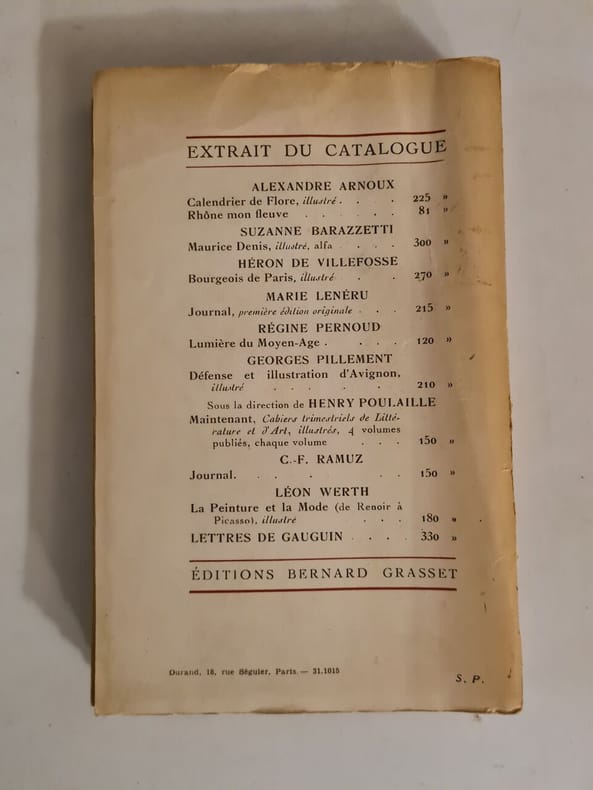 EXTRAIT DU CATALOGUE
ALEXANDRE ARNOUX
Calendrier de Flore, illustré . . . 225 »
Rhône mon fleuve . . . . . . 81 »
SUZANNE BARAZZETTI
Maurice Denis, illustré, alfa . . . . 300 »
HÉRON DE VILLEFOSSE
Bourgeois de Paris, illustré . . 270 »
MARIE LENÉRU
Journal, première édition originale . . . 215 »
RÉGINE PERNOUD
Lumière du Moyen-Age . . . . 120 »
GEORGES PILLEMENT
Défense et illustration d'Avignon,
illustré . . . . . 210 »
Sous la direction de HENRY POULAILLE
Maintenant, Cahiers trimestriels de Litté-
rature et d'Art, illustrés, 4 volumes
publiés, chaque volume . . . 150 »
C.-F. RAMUZ
Journal. . . . . . . 150 »
LÉON WERTH
La Peinture et la Mode (de Renoir à
Picasso), illustré . . . 180 »
LETTRES DE GAUGUIN . . . . 330 »
ÉDITIONS BERNARD GRASSET
Durand, 18, rue Séguier, Paris. — 31.1015
S. P.